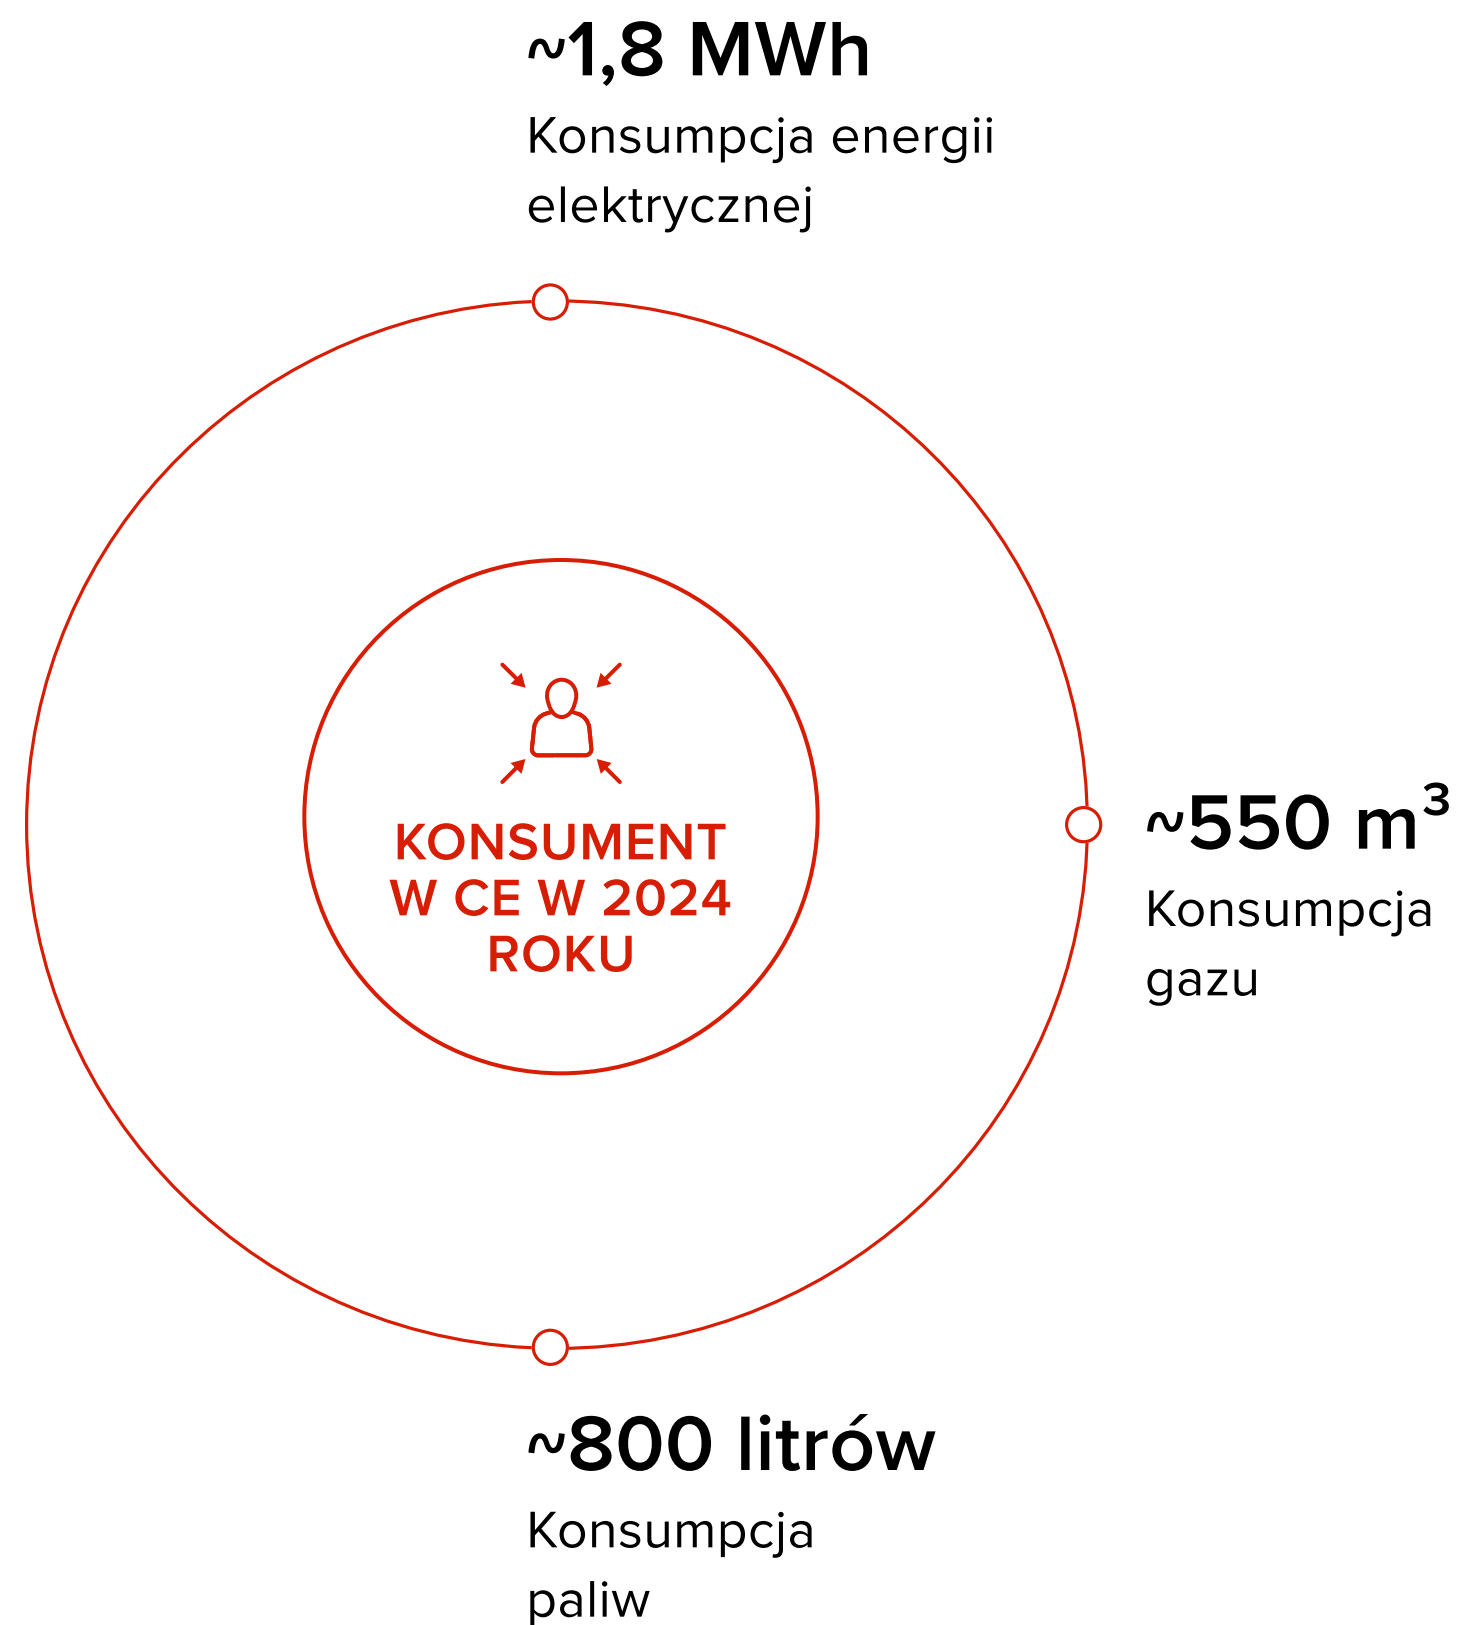 ~1,8 MWh
Konsumpcja energii
elektrycznej
KONSUMENT
W CE W 2024
ROKU
~550 m³
Konsumpcja
gazu
~800 litrów
Konsumpcja
paliw